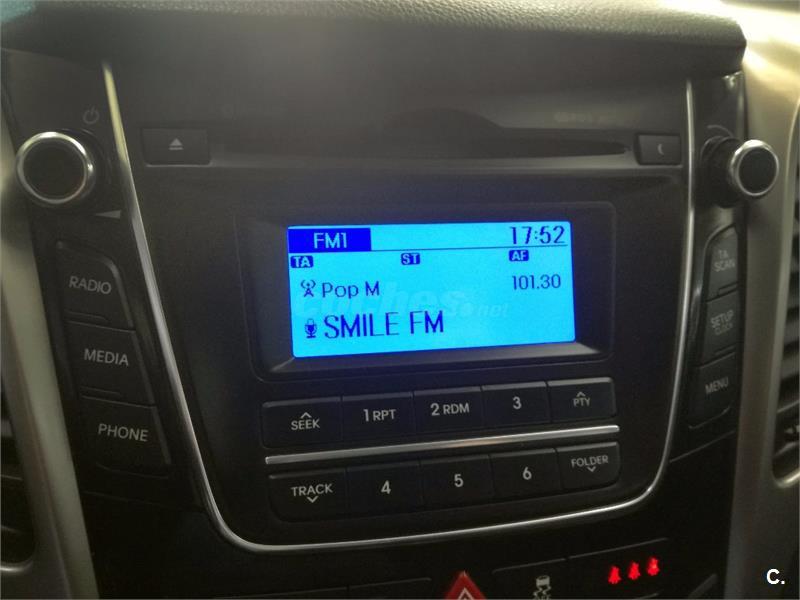 FM1 17:52
TA ST AF
Pop M 101.30
SMILE FM
RADIO
MEDIA
PHONE
TA
SCAN
SETUP
CLOCK
MENU
SEEK 1 RPT 2 RDM 3 PTY
TRACK 4 5 6 FOLDER
C.